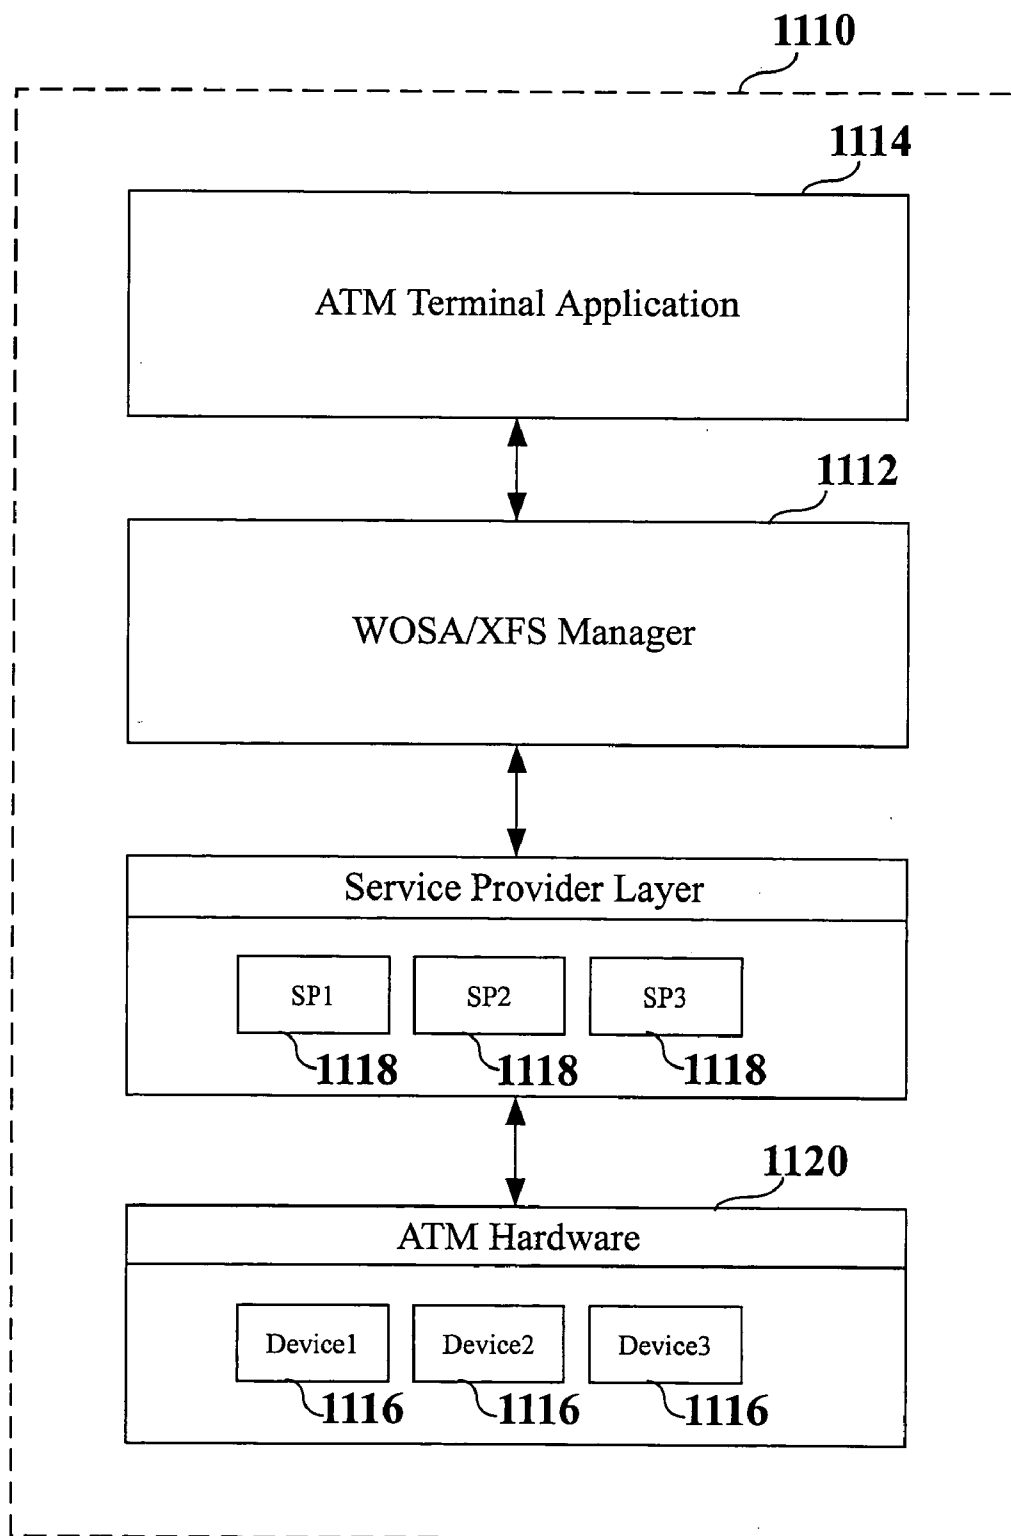 1110
1114
ATM Terminal Application
1112
WOSA/XFS Manager
Service Provider Layer
SP1 SP2 SP3
1118 1118 1118
1120
ATM Hardware
Device1 Device2 Device3
1116 1116 1116